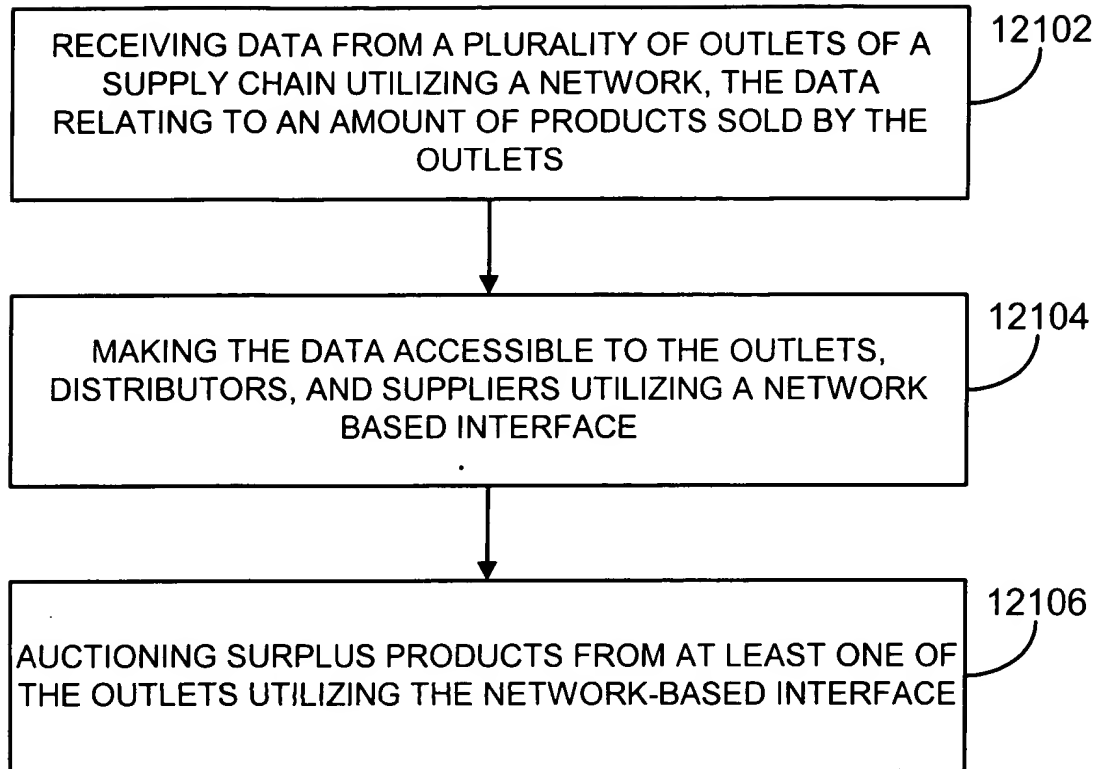 RECEIVING DATA FROM A PLURALITY OF OUTLETS OF A
SUPPLY CHAIN UTILIZING A NETWORK, THE DATA
RELATING TO AN AMOUNT OF PRODUCTS SOLD BY THE
OUTLETS
12102
MAKING THE DATA ACCESSIBLE TO THE OUTLETS,
DISTRIBUTORS, AND SUPPLIERS UTILIZING A NETWORK
BASED INTERFACE
12104
AUCTIONING SURPLUS PRODUCTS FROM AT LEAST ONE OF
THE OUTLETS UTILIZING THE NETWORK-BASED INTERFACE
12106